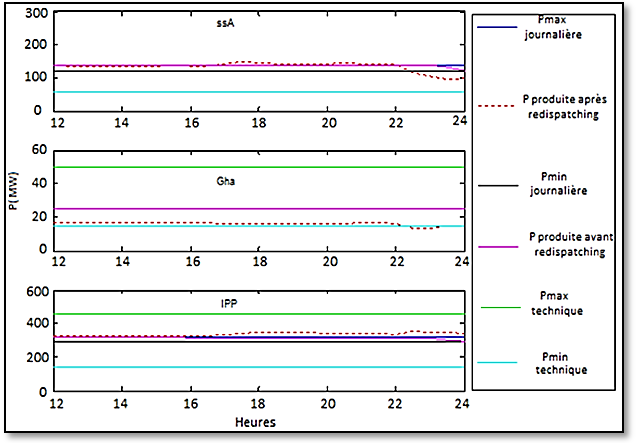 ssA
300
200
100
0
12
14
16
18
20
22
24
P(MW)
Gha
60
40
20
0
12
14
16
18
20
22
24
IPP
600
400
200
0
12
14
16
18
20
22
24
Heures
Pmax
journalière
P produite après
redispatching
Pmin
journalière
P produite avant
redispatching
Pmax
technique
Pmin
technique